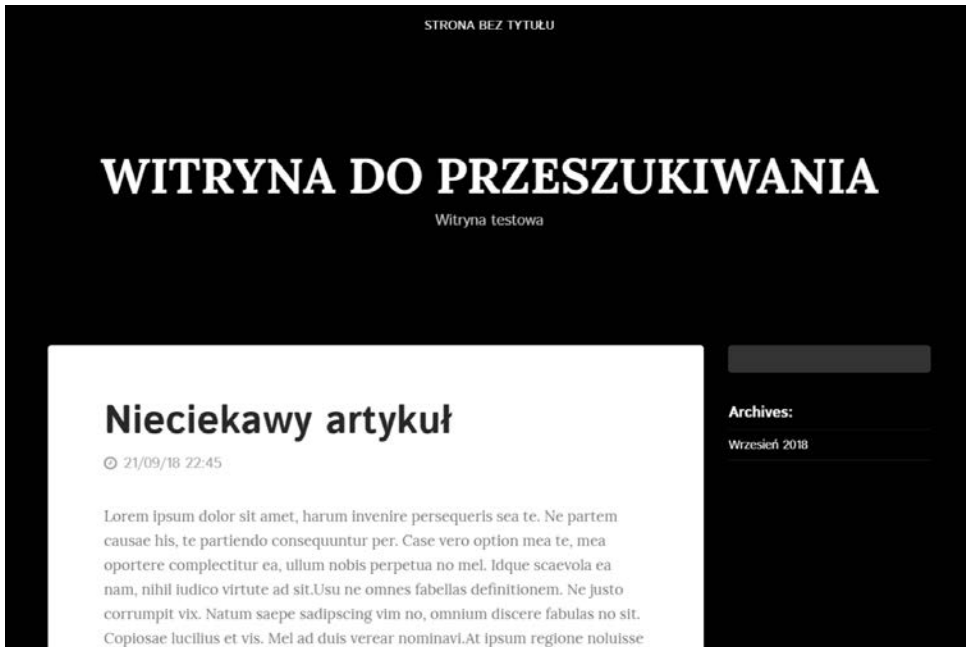 STRONA BEZ TYTUŁU
WITRYNA DO PRZESZUKIWANIA
Witryna testowa
Nieciekawy artykuł
21/09/18 22:45
Lorem ipsum dolor sit amet, harum invenire persequeris sea te. Ne partem
causae his, te partiendo consequuntur per. Case vero option mea te, mea
oportere complectitur ea, ullum nobis perpetua no mel. Idque scaevola ea
nam, nihil iudico virtute ad sit.Usu ne omnes fabellas definitionem. Ne justo
corrumpit vix. Natum saepe sadipscing vim no, omnium discere fabulas no sit.
Copiosae lucilius et vis. Mel ad duis verear nominavi.At ipsum regione noluisse
Archives:
Wrzesień 2018